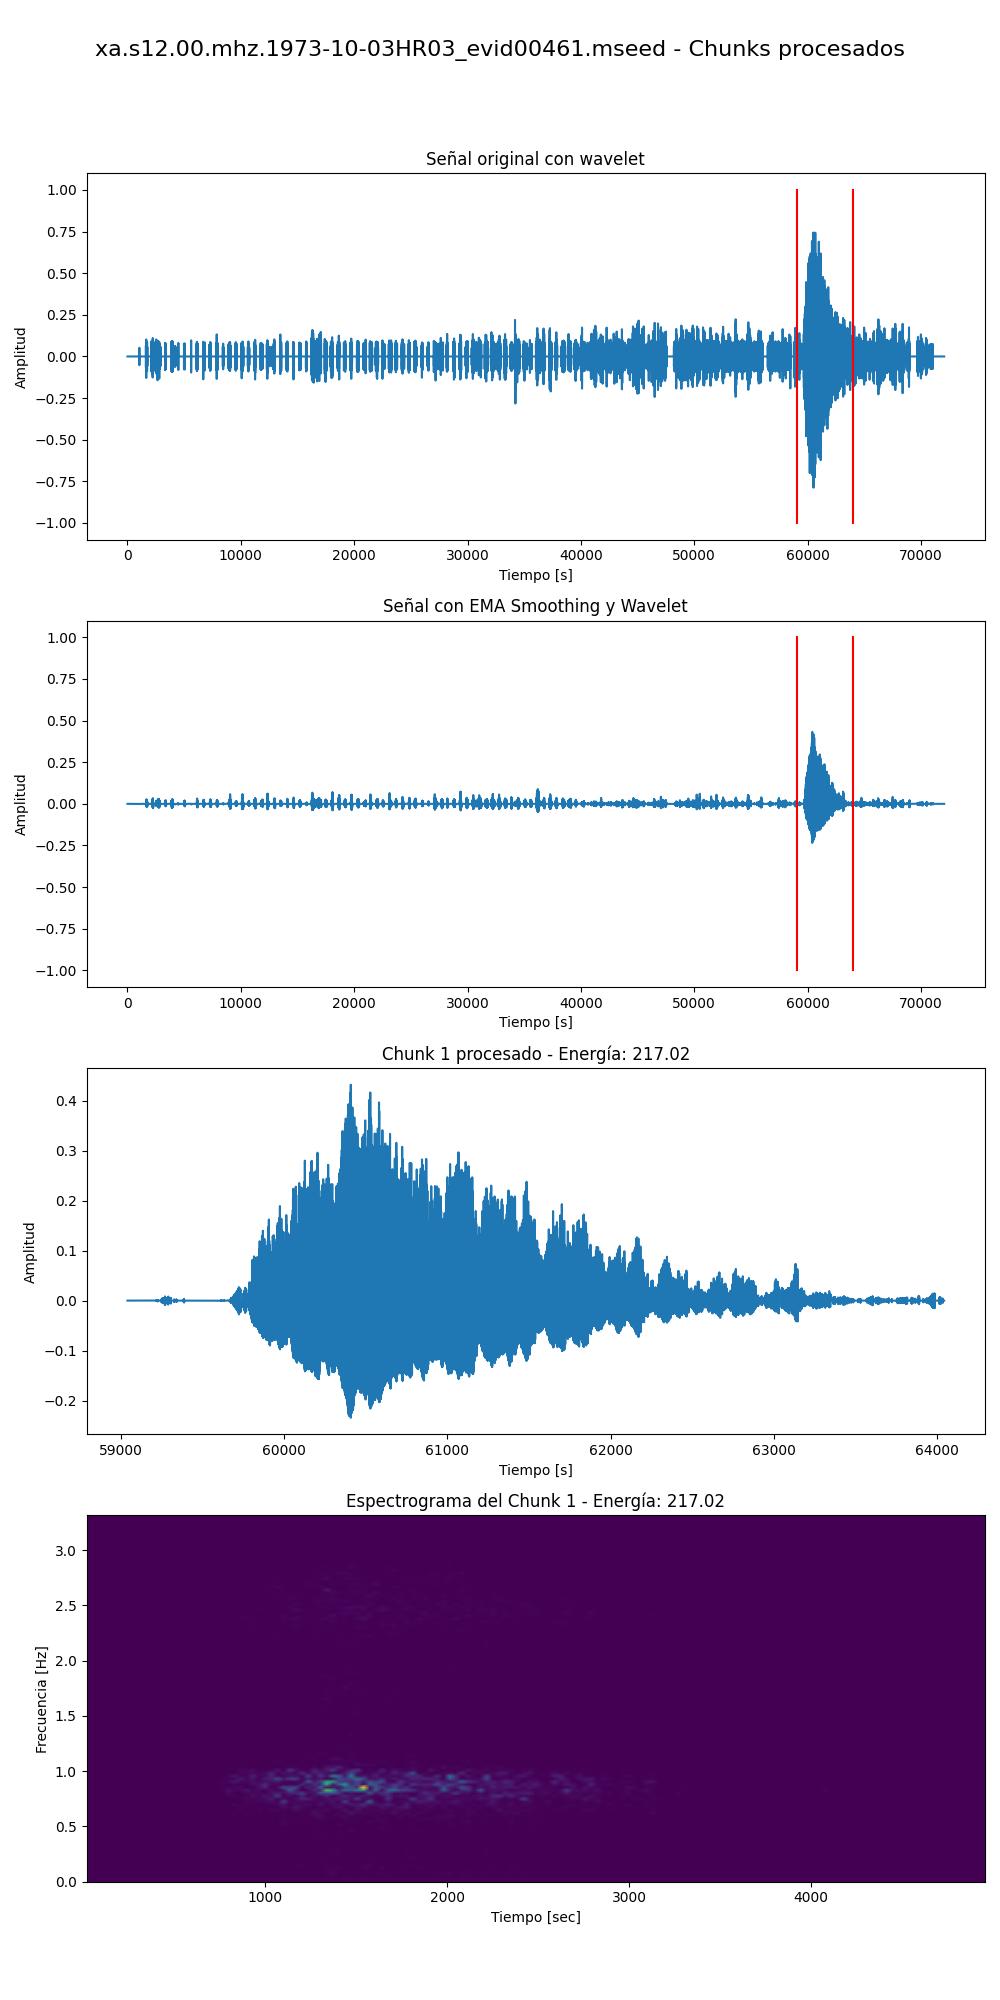 xa.s12.00.mhz.1973-10-03HR03_evid00461.mseed - Chunks procesados
Señal original con wavelet
1.00
0.75
0.50
0.25
0.00
−0.25
−0.50
−0.75
−1.00
Amplitud
0 10000 20000 30000 40000 50000 60000 70000
Tiempo [s]
Señal con EMA Smoothing y Wavelet
1.00
0.75
0.50
0.25
0.00
−0.25
−0.50
−0.75
−1.00
Amplitud
0 10000 20000 30000 40000 50000 60000 70000
Tiempo [s]
Chunk 1 procesado - Energía: 217.02
0.4
0.3
0.2
0.1
0.0
−0.1
−0.2
Amplitud
59000 60000 61000 62000 63000 64000
Tiempo [s]
Espectrograma del Chunk 1 - Energía: 217.02
3.0
2.5
2.0
1.5
1.0
0.5
0.0
Frecuencia [Hz]
1000 2000 3000 4000
Tiempo [sec]